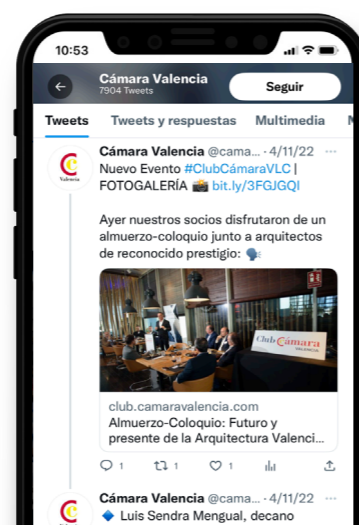 10:53
Cámara Valencia
7904 Tweets
Seguir
Tweets Tweets y respuestas Multimedia
Cámara Valencia @cama... · 4/11/22 ···
Nuevo Evento #ClubCámaraVLC |
FOTOGALERÍA 📸 bit.ly/3FGJGQI
Ayer nuestros socios disfrutaron de un
almuerzo-coloquio junto a arquitectos
de reconocido prestigio: 🗣
Club Cámara
VALENCIA
club.camaravalencia.com
Almuerzo-Coloquio: Futuro y
presente de la Arquitectura Valenci...
1 1 1
Cámara Valencia @cama... · 4/11/22 ···
🔹 Luis Sendra Mengual, decano
Valencia